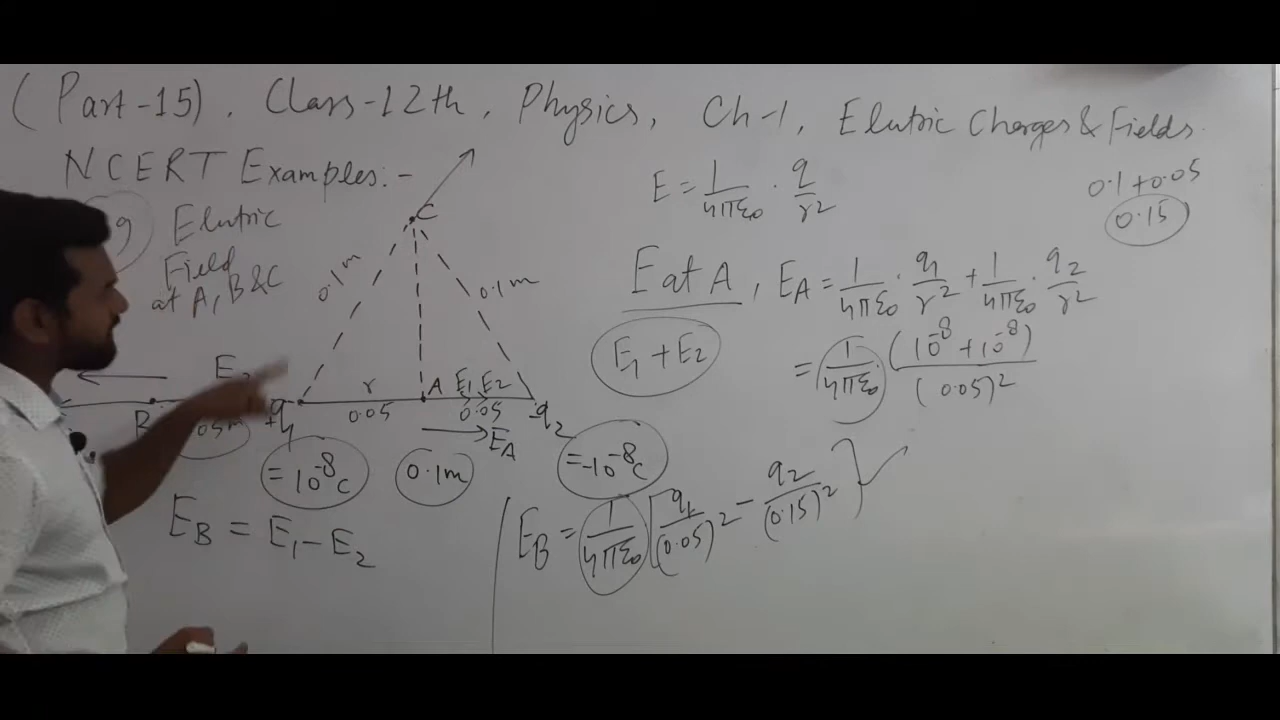 (Part-15), Class-12th, Physics, Ch-1, Electric Charges & Fields.
NCERT Examples:-
9 Electric
Field
at A, B & C
C
0.1m
0.1m
r
A E₁ E₂
0.05
0.05
B
.05m
+q₁
-q₂
E_A
= 10⁻⁸C
0.1m
= -10⁻⁸C
E_B = E₁ - E₂
E = 1/4πε₀ · q/r²
0.1+0.05
0.15
E at A, E_A = 1/4πε₀ · q₁/r² + 1/4πε₀ · q₂/r²
E₁ + E₂
= 1/4πε₀ (10⁻⁸ + 10⁻⁸)/(0.05)²
E_B = 1/4πε₀ [q₁/(0.05)² - q₂/(0.15)²}